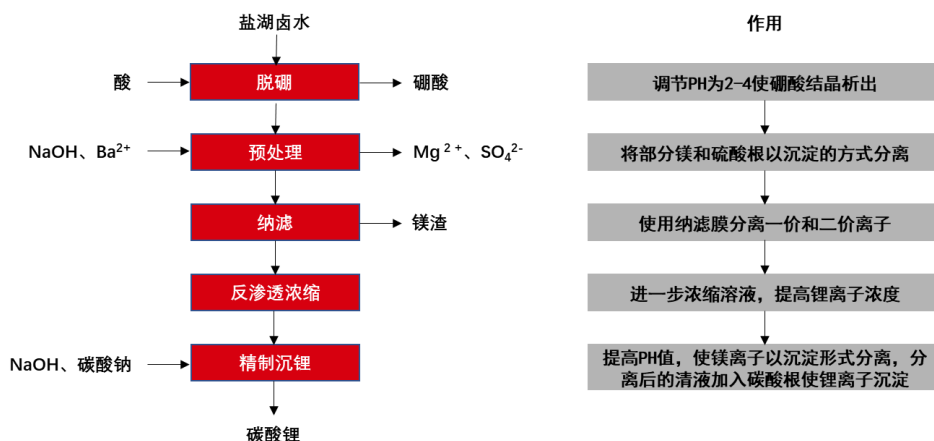 盐湖卤水
作用
酸
脱硼
硼酸
调节PH为2-4使硼酸结晶析出
NaOH、Ba²⁺
预处理
Mg²⁺、SO₄²⁻
将部分镁和硫酸根以沉淀的方式分离
纳滤
镁渣
使用纳滤膜分离一价和二价离子
反渗透浓缩
进一步浓缩溶液，提高锂离子浓度
NaOH、碳酸钠
精制沉锂
提高PH值，使镁离子以沉淀形式分离，分
离后的清液加入碳酸根使锂离子沉淀
碳酸锂